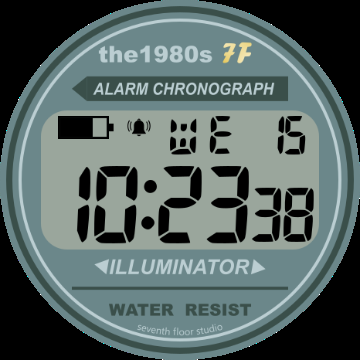 the1980s 7F
ALARM CHRONOGRAPH
WE 15
10:23 38
ILLUMINATOR
WATER RESIST
seventh floor studio